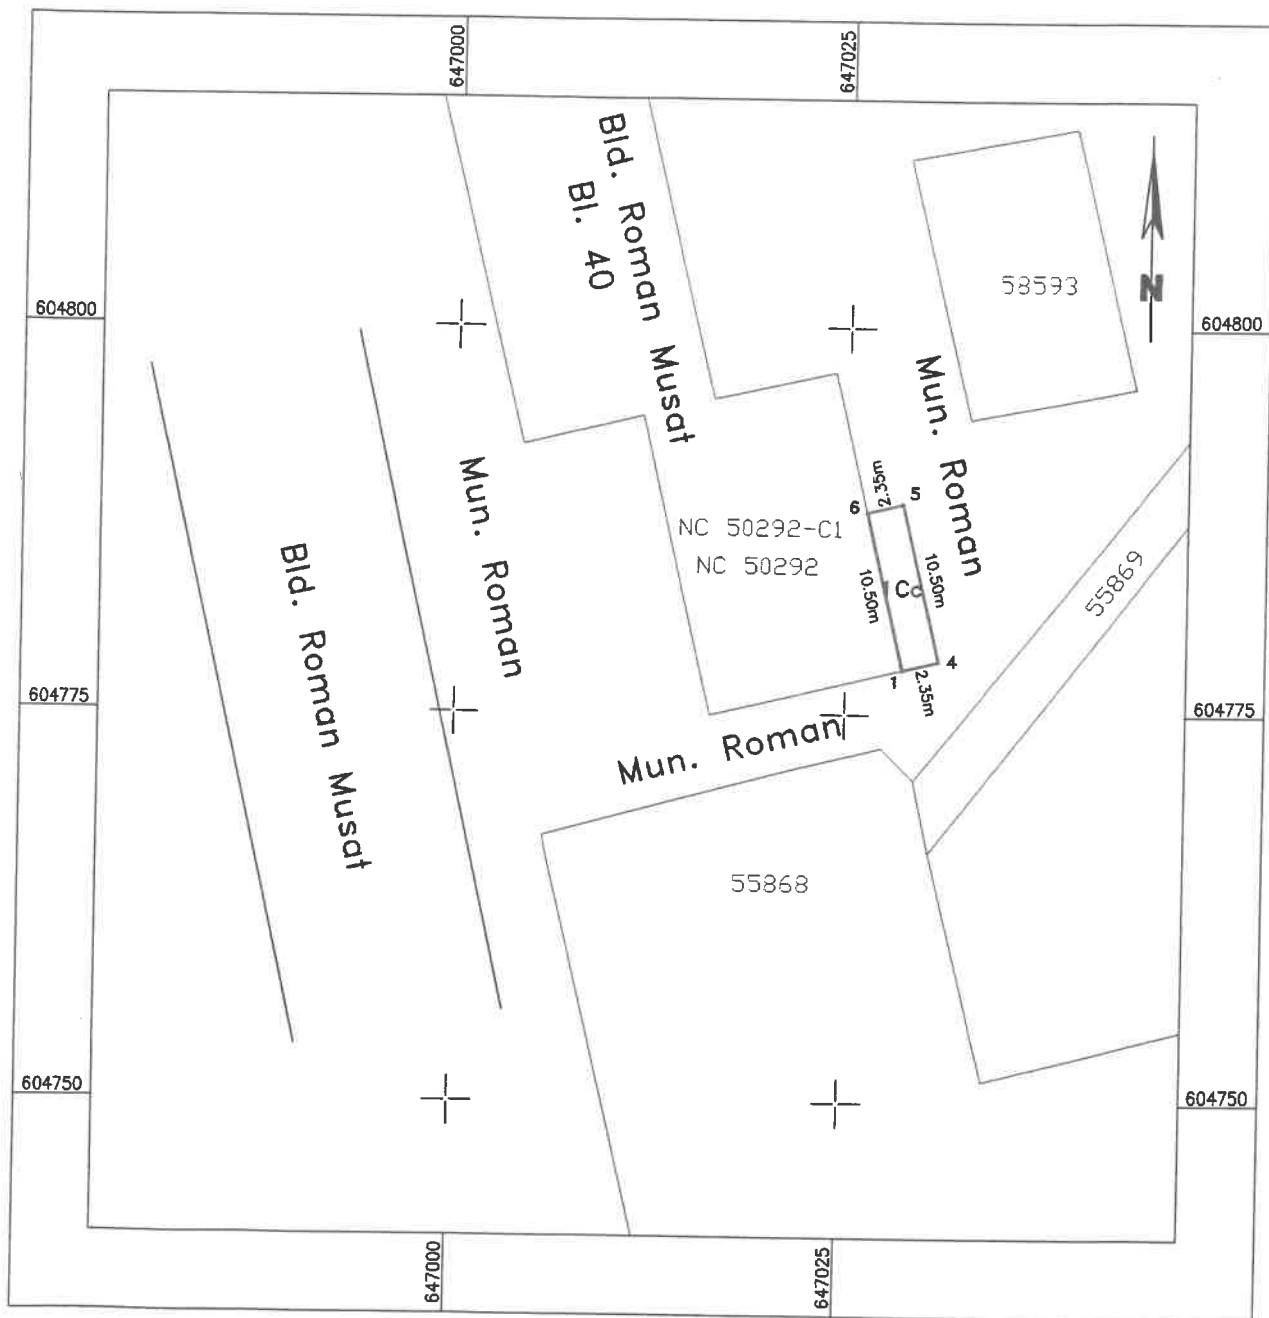 647000
647025
Bld. Roman Musat
Bl. 40
58593
N
604800
604800
Mun. Roman
Mun. Roman
2.35m
5
6
NC 50292-C1
NC 50292
10.50m
1Cc
10.50m
55869
Bld. Roman Musat
4
1
2.35m
604775
604775
Mun. Roman
55868
604750
604750
647000
647025